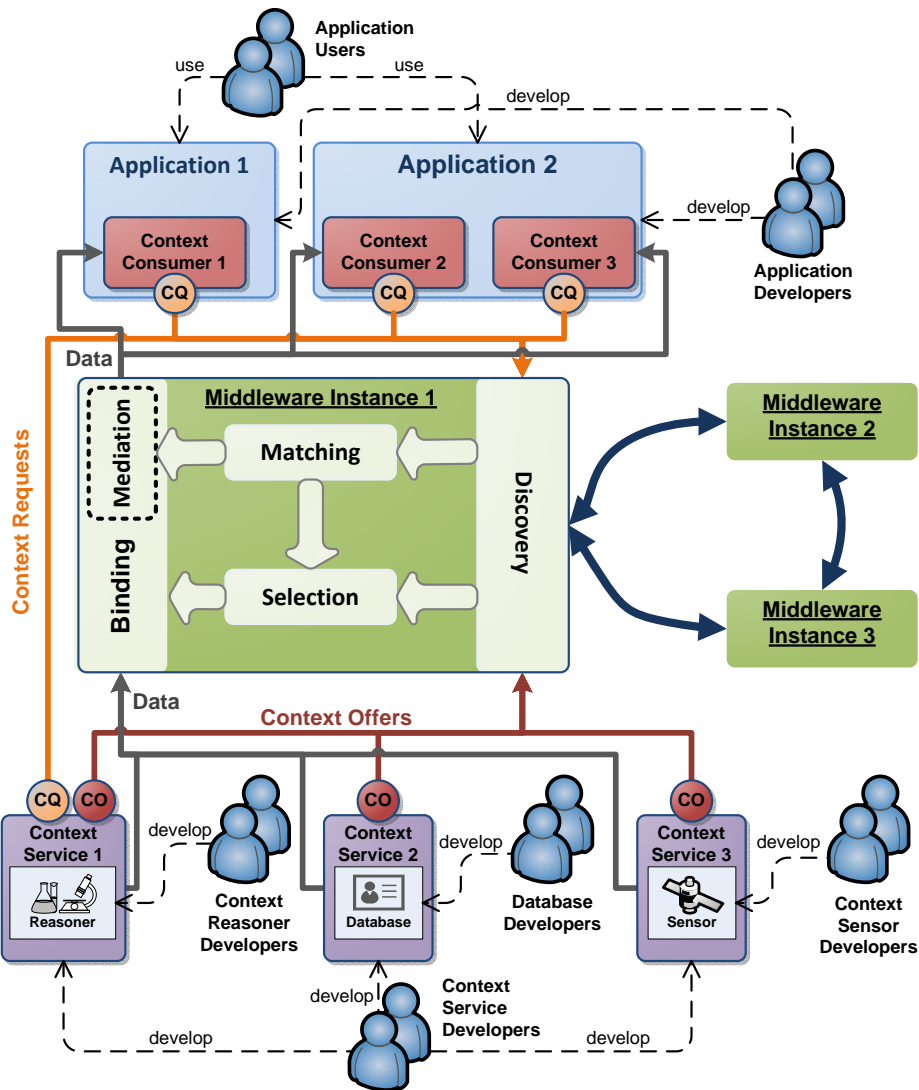 Application
Users
use
use
develop
Application 1
Application 2
Context
Consumer 1
Context
Consumer 2
Context
Consumer 3
develop
Application
Developers
CQ
CQ
CQ
Data
Context Requests
Middleware Instance 1
Mediation
Binding
Matching
Selection
Discovery
Middleware
Instance 2
Middleware
Instance 3
Data
Context Offers
CQ
CO
CO
CO
Context
Service 1
Reasoner
develop
Context
Reasoner
Developers
Context
Service 2
Database
develop
Database
Developers
Context
Service 3
Sensor
develop
Context
Sensor
Developers
develop
develop
develop
Context
Service
Developers